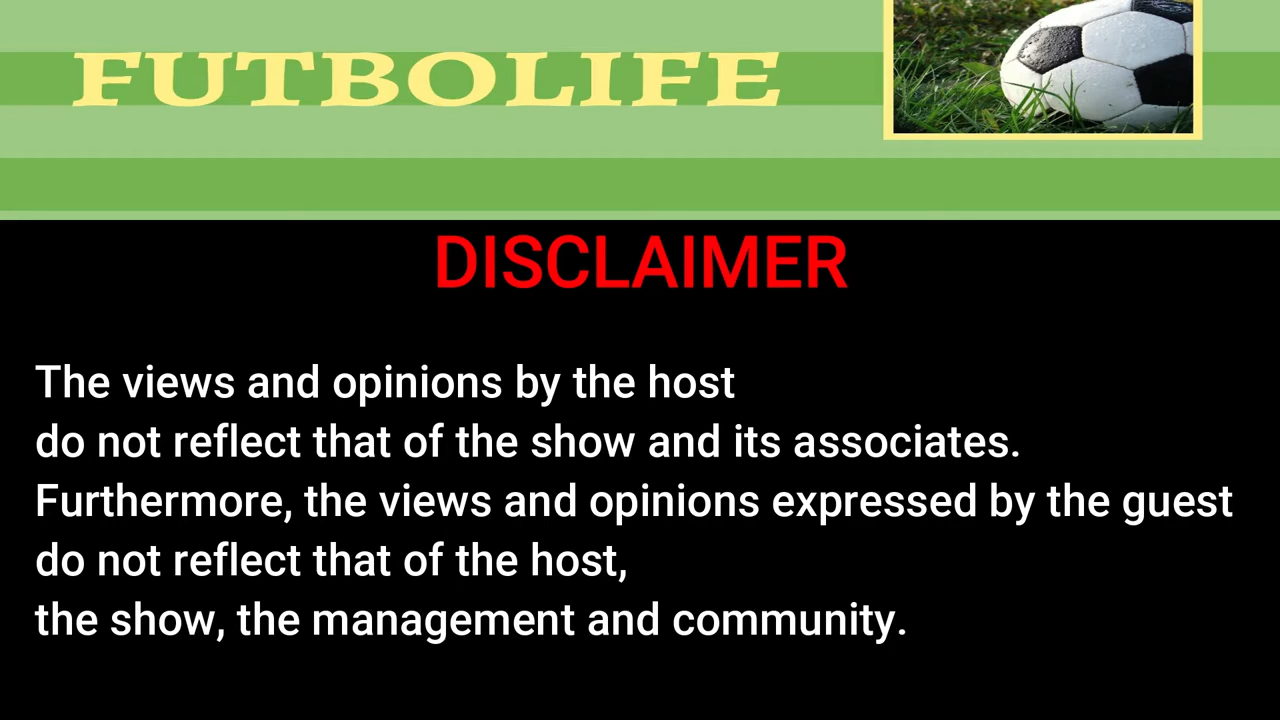 FUTBOLIFE
DISCLAIMER
The views and opinions by the host
do not reflect that of the show and its associates.
Furthermore, the views and opinions expressed by the guest
do not reflect that of the host,
the show, the management and community.